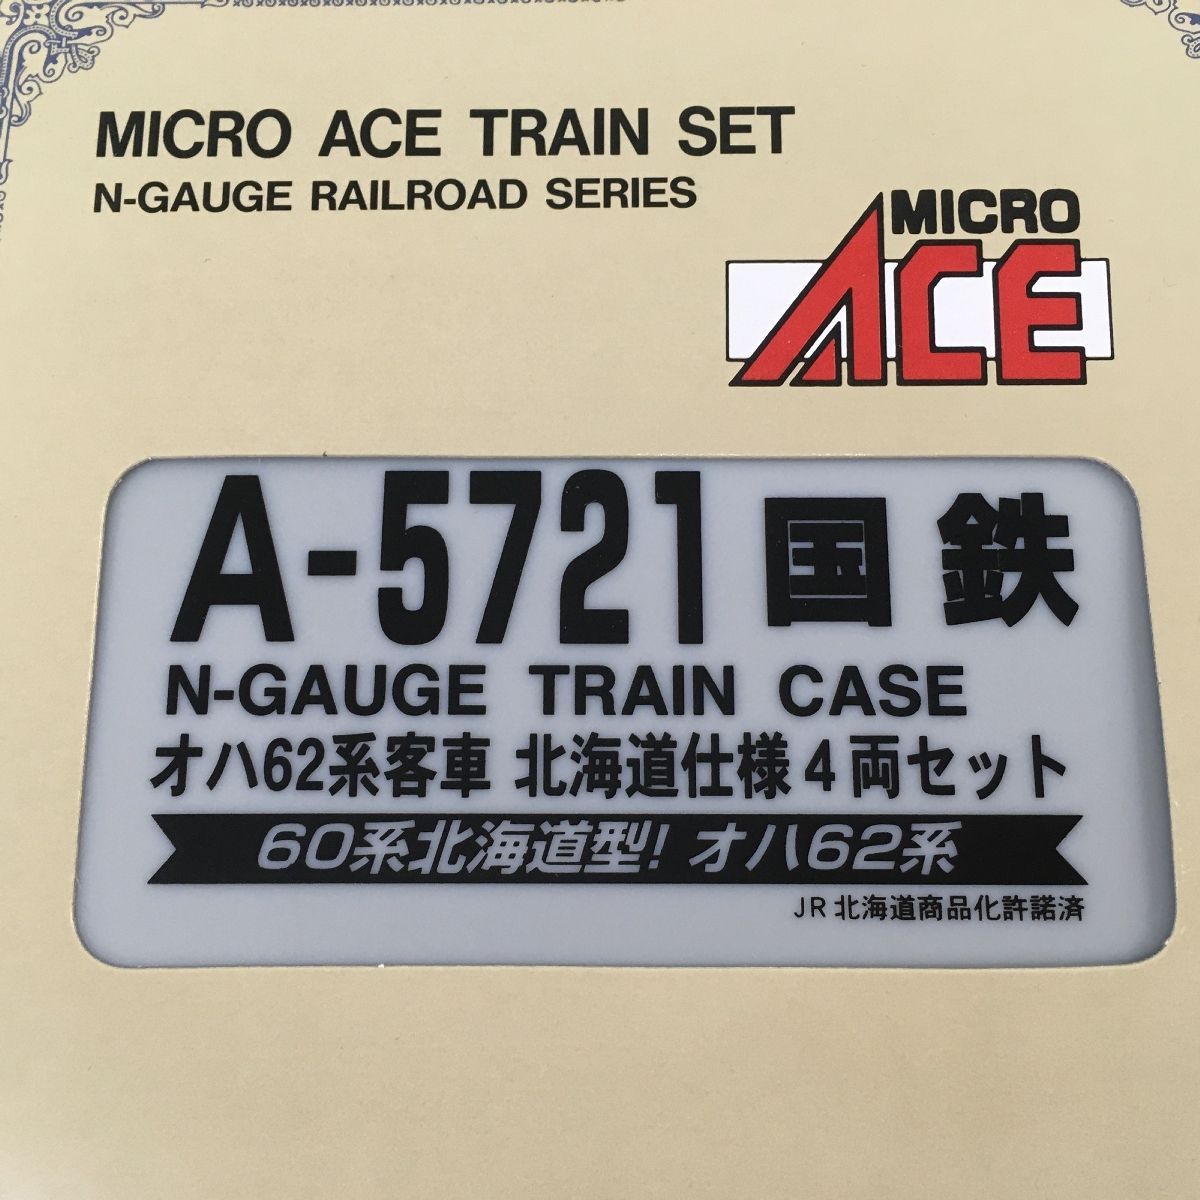 MICRO ACE TRAIN SET
N-GAUGE RAILROAD SERIES
MICRO
ACE
A-5721 国鉄
N-GAUGE TRAIN CASE
オハ62系客車 北海道仕様4両セット
60系北海道型! オハ62系
JR北海道商品化許諾済